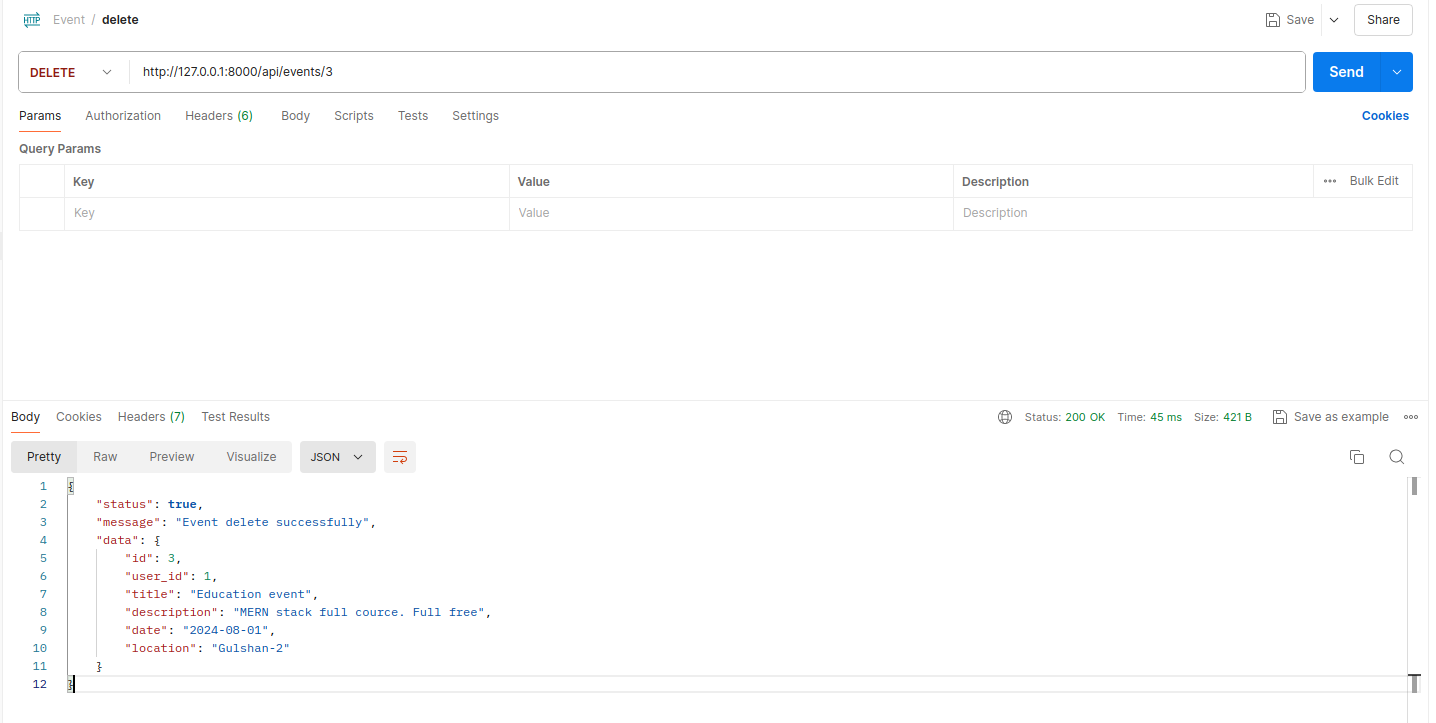 HTTP Event / delete Save Share
DELETE http://127.0.0.1:8000/api/events/3 Send
Params Authorization Headers (6) Body Scripts Tests Settings Cookies
Query Params
Key Value Description ••• Bulk Edit
Key Value Description
Body Cookies Headers (7) Test Results Status: 200 OK Time: 45 ms Size: 421 B Save as example
Pretty Raw Preview Visualize JSON
1 {
2 "status": true,
3 "message": "Event delete successfully",
4 "data": {
5 "id": 3,
6 "user_id": 1,
7 "title": "Education event",
8 "description": "MERN stack full cource. Full free",
9 "date": "2024-08-01",
10 "location": "Gulshan-2"
11 }
12 }